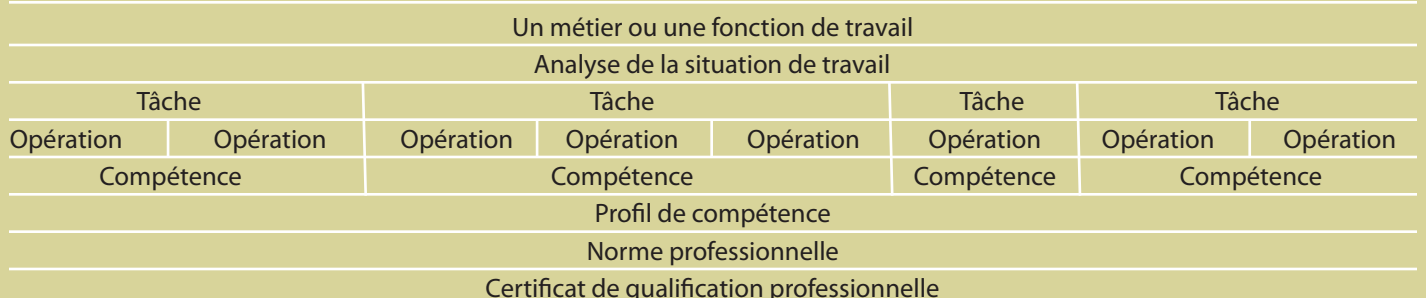 Un métier ou une fonction de travail
Analyse de la situation de travail
Tâche Tâche Tâche Tâche
Opération Opération Opération Opération Opération Opération Opération Opération
Compétence Compétence Compétence Compétence
Profil de compétence
Norme professionnelle
Certificat de qualification professionnelle